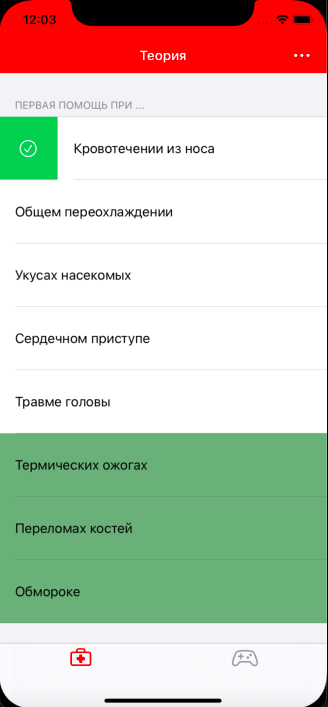 12:03
Теория
ПЕРВАЯ ПОМОЩЬ ПРИ ...
Кровотечении из носа
Общем переохлаждении
Укусах насекомых
Сердечном приступе
Травме головы
Термических ожогах
Переломах костей
Обмороке